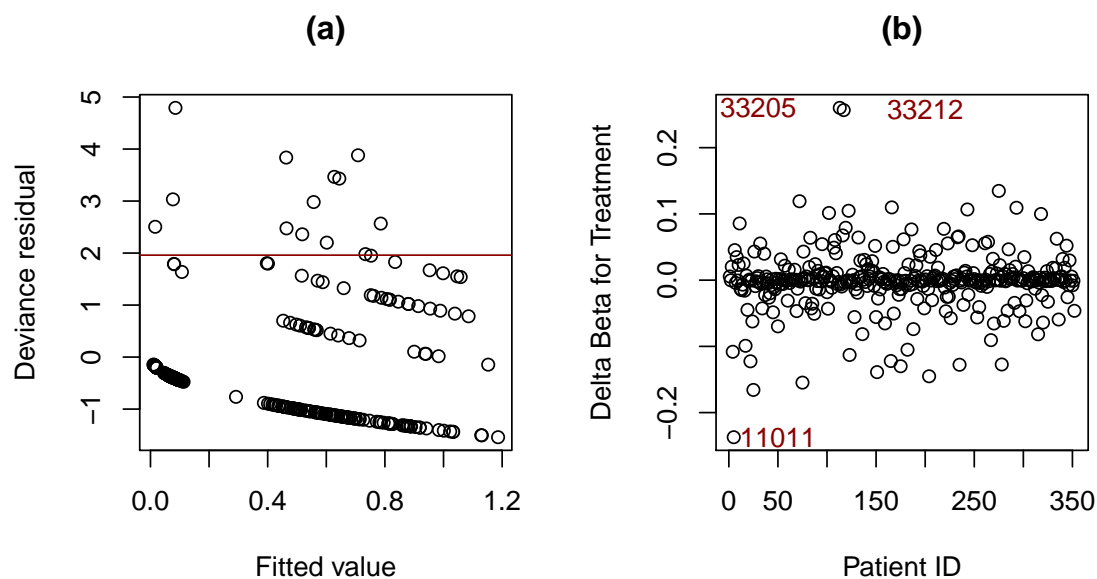 (a)
Deviance residual
5
4
3
2
1
0
−1
0.0 0.4 0.8 1.2
Fitted value
(b)
Delta Beta for Treatment
0.2
0.1
0.0
−0.2
33205 33212
11011
0 50 150 250 350
Patient ID